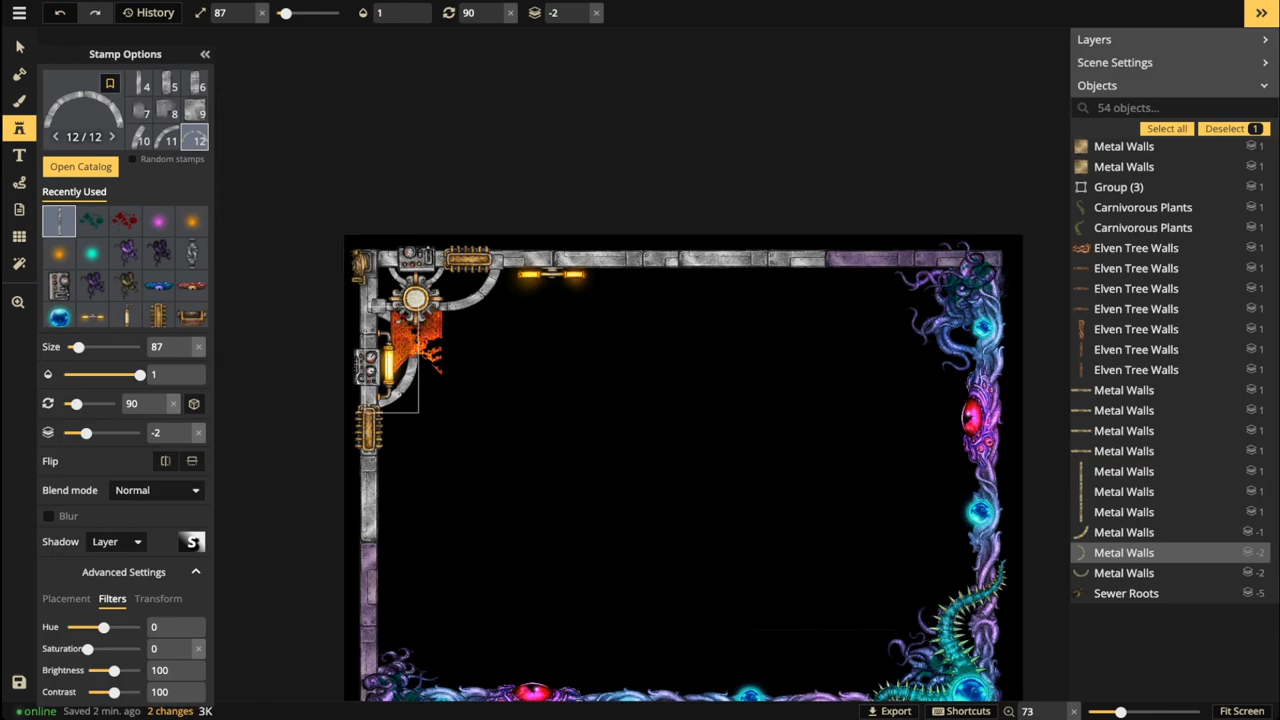 History
87
1
90
-2
Stamp Options
12/12
4
5
6
7
8
9
10
11
12
Open Catalog
Random stamps
Recently Used
Size
87
1
90
-2
Flip
Blend mode
Normal
Blur
Shadow
Layer
S
Advanced Settings
Placement
Filters
Transform
Hue
0
Saturation
0
Brightness
100
Contrast
100
online
Saved 2 min. ago
2 changes
3K
Layers
Scene Settings
Objects
54 objects...
Select all
Deselect 1
Metal Walls 1
Metal Walls 1
Group (3) 1
Carnivorous Plants 1
Carnivorous Plants 1
Elven Tree Walls 1
Elven Tree Walls 1
Elven Tree Walls 1
Elven Tree Walls 1
Elven Tree Walls 1
Elven Tree Walls 1
Elven Tree Walls 1
Metal Walls 1
Metal Walls 1
Metal Walls 1
Metal Walls 1
Metal Walls 1
Metal Walls 1
Metal Walls 1
Metal Walls -1
Metal Walls -2
Metal Walls -2
Sewer Roots -5
Export
Shortcuts
73
Fit Screen